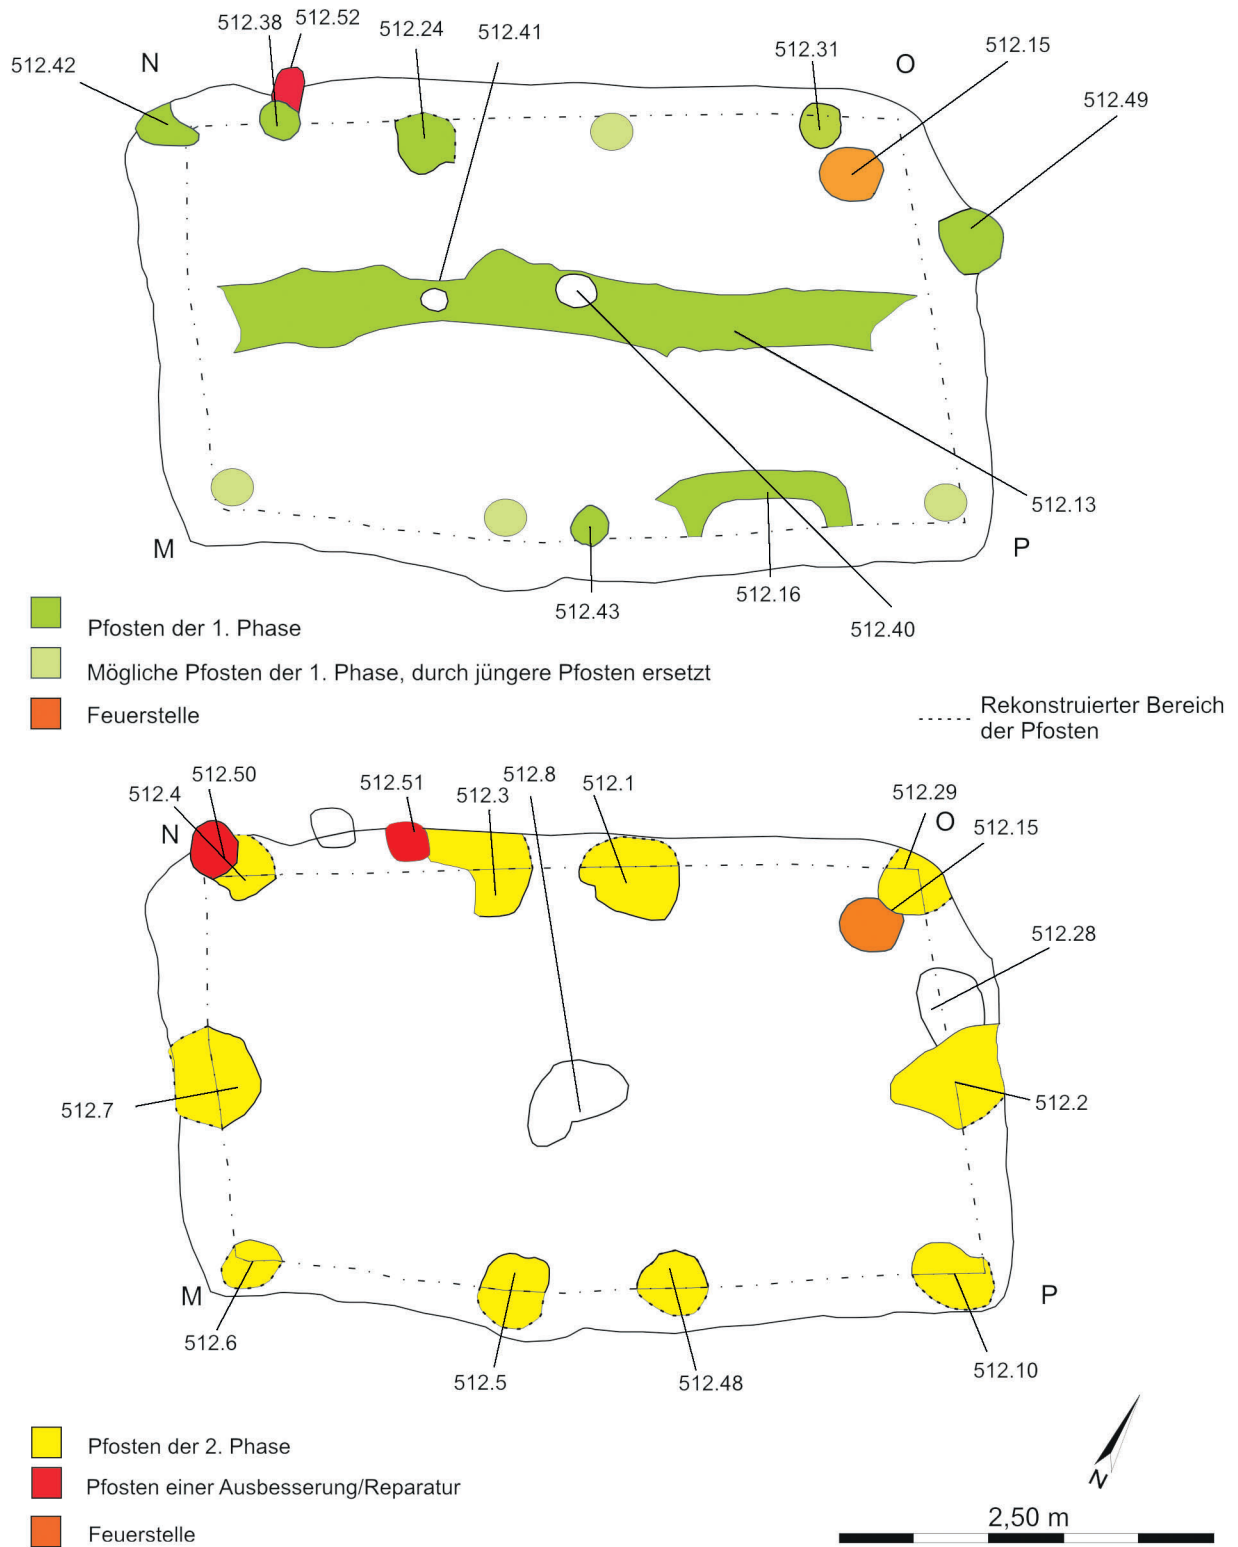 512.38
512.52
512.24
512.41
512.31
512.15
512.42
N
O
512.49
512.13
M
P
512.43
512.16
512.40
Pfosten der 1. Phase
Mögliche Pfosten der 1. Phase, durch jüngere Pfosten ersetzt
Feuerstelle
Rekonstruierter Bereich
der Pfosten
512.50
512.4
512.51
512.3
512.8
512.1
512.29
N
O
512.15
512.28
512.7
512.2
M
P
512.6
512.5
512.48
512.10
Pfosten der 2. Phase
Pfosten einer Ausbesserung/Reparatur
Feuerstelle
N
2,50 m